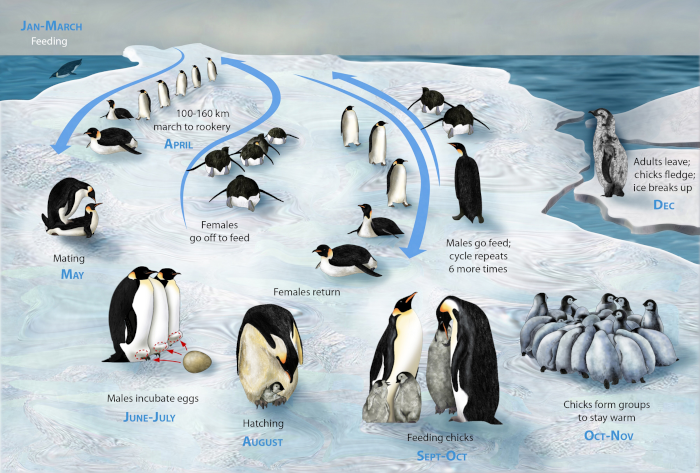 JAN-MARCH
Feeding
100-160 km
march to rookery
APRIL
Females
go off to feed
Mating
MAY
Females return
Males go feed;
cycle repeats
6 more times
Adults leave;
chicks fledge;
ice breaks up
DEC
Males incubate eggs
JUNE-JULY
Hatching
AUGUST
Feeding chicks
SEPT-OCT
Chicks form groups
to stay warm
OCT-NOV